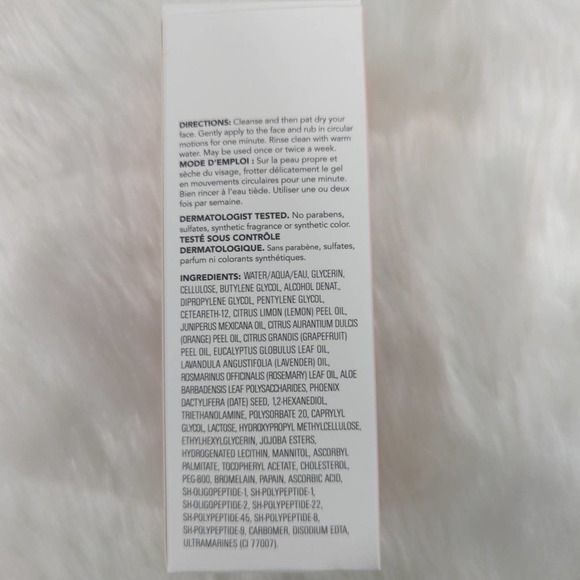 DIRECTIONS: Cleanse and then pat dry your
face. Gently apply to the face and rub in circular
motions for one minute. Rinse clean with warm
water. May be used once or twice a week.
MODE D'EMPLOI : Sur la peau propre et
sèche du visage, frotter délicatement le gel
en mouvements circulaires pour une minute.
Bien rincer à l'eau tiède. Utiliser une ou deux
fois par semaine.
DERMATOLOGIST TESTED. No parabens,
sulfates, synthetic fragrance or synthetic color.
TESTÉ SOUS CONTRÔLE
DERMATOLOGIQUE. Sans parabène, sulfates,
parfum ni colorants synthétiques.
INGREDIENTS: WATER/AQUA/EAU, GLYCERIN,
CELLULOSE, BUTYLENE GLYCOL, ALCOHOL DENAT.,
DIPROPYLENE GLYCOL, PENTYLENE GLYCOL,
CETEARETH-12, CITRUS LIMON (LEMON) PEEL OIL,
JUNIPERUS MEXICANA OIL, CITRUS AURANTIUM DULCIS
(ORANGE) PEEL OIL, CITRUS GRANDIS (GRAPEFRUIT)
PEEL OIL, EUCALYPTUS GLOBULUS LEAF OIL,
LAVANDULA ANGUSTIFOLIA (LAVENDER) OIL,
ROSMARINUS OFFICINALIS (ROSEMARY) LEAF OIL, ALOE
BARBADENSIS LEAF POLYSACCHARIDES, PHOENIX
DACTYLIFERA (DATE) SEED, 1,2-HEXANEDIOL,
TRIETHANOLAMINE, POLYSORBATE 20, CAPRYLYL
GLYCOL, LACTOSE, HYDROXYPROPYL METHYLCELLULOSE,
ETHYLHEXYLGLYCERIN, JOJOBA ESTERS,
HYDROGENATED LECITHIN, MANNITOL, ASCORBYL
PALMITATE, TOCOPHERYL ACETATE, CHOLESTEROL,
PEG-800, BROMELAIN, PAPAIN, ASCORBIC ACID,
SH-OLIGOPEPTIDE-1, SH-POLYPEPTIDE-1,
SH-OLIGOPEPTIDE-2, SH-POLYPEPTIDE-22,
SH-POLYPEPTIDE-45, SH-POLYPEPTIDE-8,
SH-POLYPEPTIDE-9, CARBOMER, DISODIUM EDTA,
ULTRAMARINES (CI 77007).